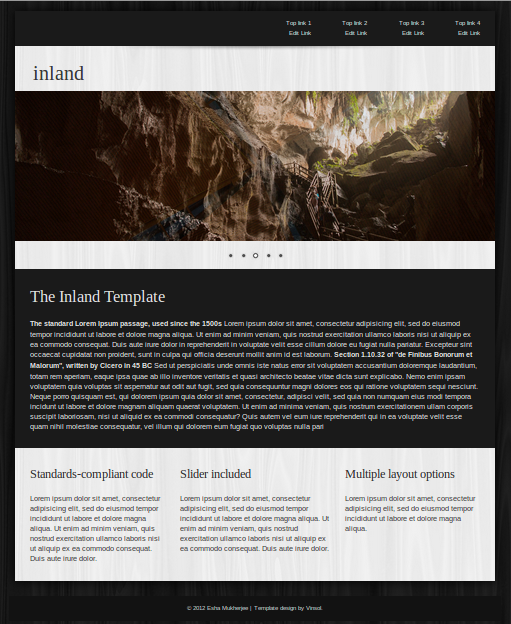 Top link 1 Top link 2 Top link 3 Top link 4
Edit Link Edit Link Edit Link Edit Link
inland
The Inland Template
The standard Lorem Ipsum passage, used since the 1500s Lorem ipsum dolor sit amet, consectetur adipisicing elit, sed do eiusmod
tempor incididunt ut labore et dolore magna aliqua. Ut enim ad minim veniam, quis nostrud exercitation ullamco laboris nisi ut aliquip ex
ea commodo consequat. Duis aute irure dolor in reprehenderit in voluptate velit esse cillum dolore eu fugiat nulla pariatur. Excepteur sint
occaecat cupidatat non proident, sunt in culpa qui officia deserunt mollit anim id est laborum. Section 1.10.32 of "de Finibus Bonorum et
Malorum", written by Cicero in 45 BC Sed ut perspiciatis unde omnis iste natus error sit voluptatem accusantium doloremque laudantium,
totam rem aperiam, eaque ipsa quae ab illo inventore veritatis et quasi architecto beatae vitae dicta sunt explicabo. Nemo enim ipsam
voluptatem quia voluptas sit aspernatur aut odit aut fugit, sed quia consequuntur magni dolores eos qui ratione voluptatem sequi nesciunt.
Neque porro quisquam est, qui dolorem ipsum quia dolor sit amet, consectetur, adipisci velit, sed quia non numquam eius modi tempora
incidunt ut labore et dolore magnam aliquam quaerat voluptatem. Ut enim ad minima veniam, quis nostrum exercitationem ullam corporis
suscipit laboriosam, nisi ut aliquid ex ea commodi consequatur? Quis autem vel eum iure reprehenderit qui in ea voluptate velit esse
quam nihil molestiae consequatur, vel illum qui dolorem eum fugiat quo voluptas nulla pari
Standards-compliant code
Lorem ipsum dolor sit amet, consectetur
adipisicing elit, sed do eiusmod tempor
incididunt ut labore et dolore magna
aliqua. Ut enim ad minim veniam, quis
nostrud exercitation ullamco laboris nisi
ut aliquip ex ea commodo consequat.
Duis aute irure dolor.
Slider included
Lorem ipsum dolor sit amet, consectetur
adipisicing elit, sed do eiusmod tempor
incididunt ut labore et dolore magna aliqua. Ut
enim ad minim veniam, quis nostrud
exercitation ullamco laboris nisi ut aliquip ex
ea commodo consequat. Duis aute irure dolor.
Multiple layout options
Lorem ipsum dolor sit amet, consectetur
adipisicing elit, sed do eiusmod tempor
incididunt ut labore et dolore magna
aliqua.
© 2012 Esha Mukherjee | Template design by Vinsol.